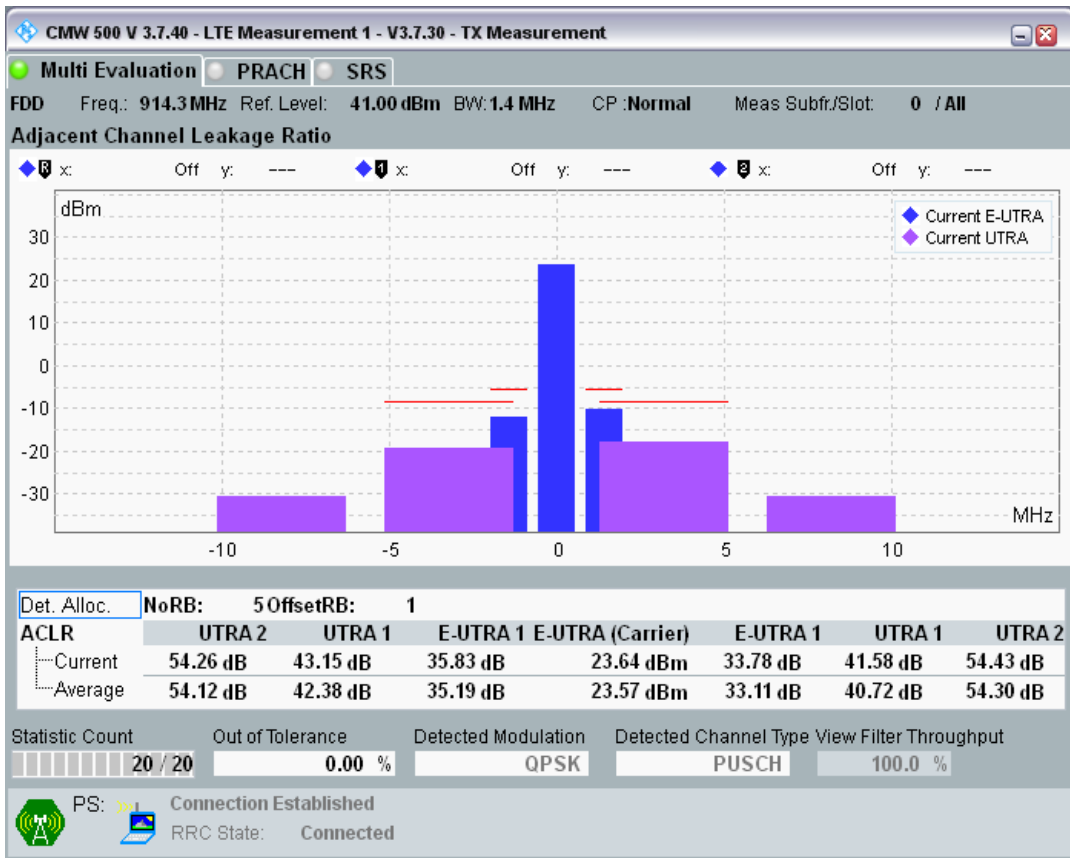 CMW 500 V 3.7.40 - LTE Measurement 1 - V3.7.30 - TX Measurement
Multi Evaluation PRACH SRS
FDD Freq.: 914.3 MHz Ref. Level: 41.00 dBm BW: 1.4 MHz CP :Normal Meas Subfr./Slot: 0 / All
Adjacent Channel Leakage Ratio
R x: Off y: --- 1 x: Off y: --- 2 x: Off y: ---
dBm
Current E-UTRA
Current UTRA
30
20
10
0
-10
-20
-30
MHz
-10 -5 0 5 10
Det. Alloc. NoRB: 5 OffsetRB: 1
ACLR UTRA 2 UTRA 1 E-UTRA 1 E-UTRA (Carrier) E-UTRA 1 UTRA 1 UTRA 2
Current 54.26 dB 43.15 dB 35.83 dB 23.64 dBm 33.78 dB 41.58 dB 54.43 dB
Average 54.12 dB 42.38 dB 35.19 dB 23.57 dBm 33.11 dB 40.72 dB 54.30 dB
Statistic Count Out of Tolerance Detected Modulation Detected Channel Type View Filter Throughput
20 / 20 0.00 % QPSK PUSCH 100.0 %
PS: Connection Established
RRC State: Connected